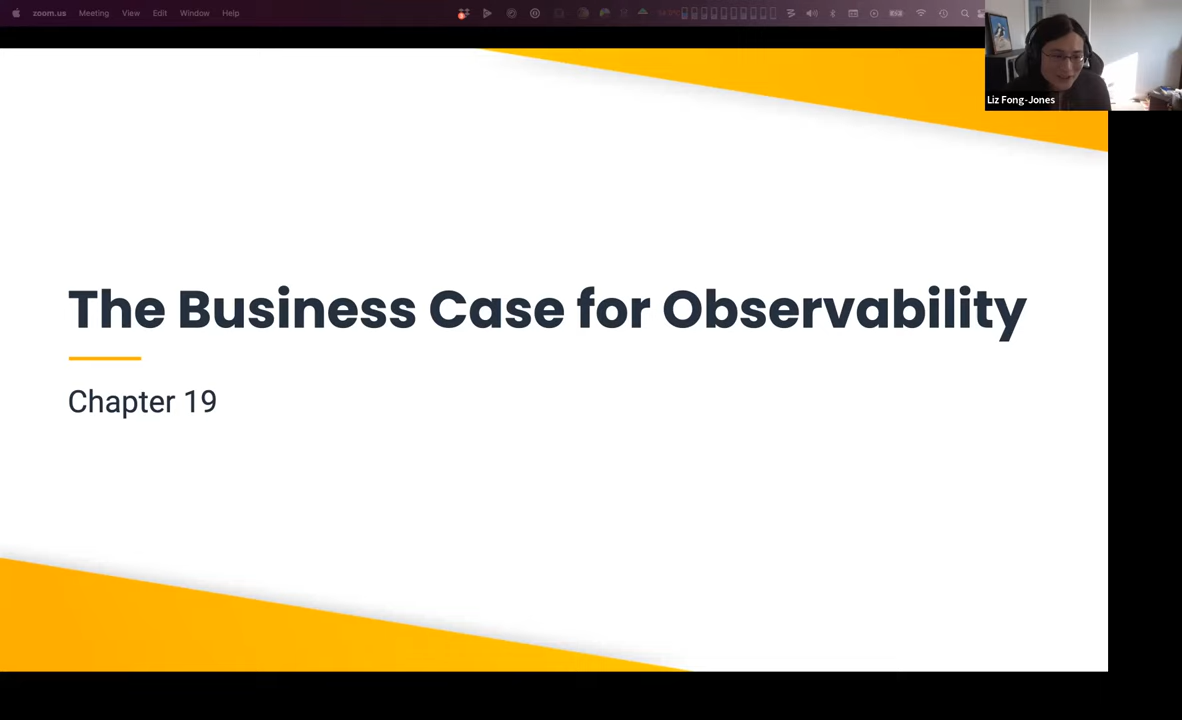 zoom.us Meeting View Edit Window Help
Liz Fong-Jones
The Business Case for Observability
Chapter 19